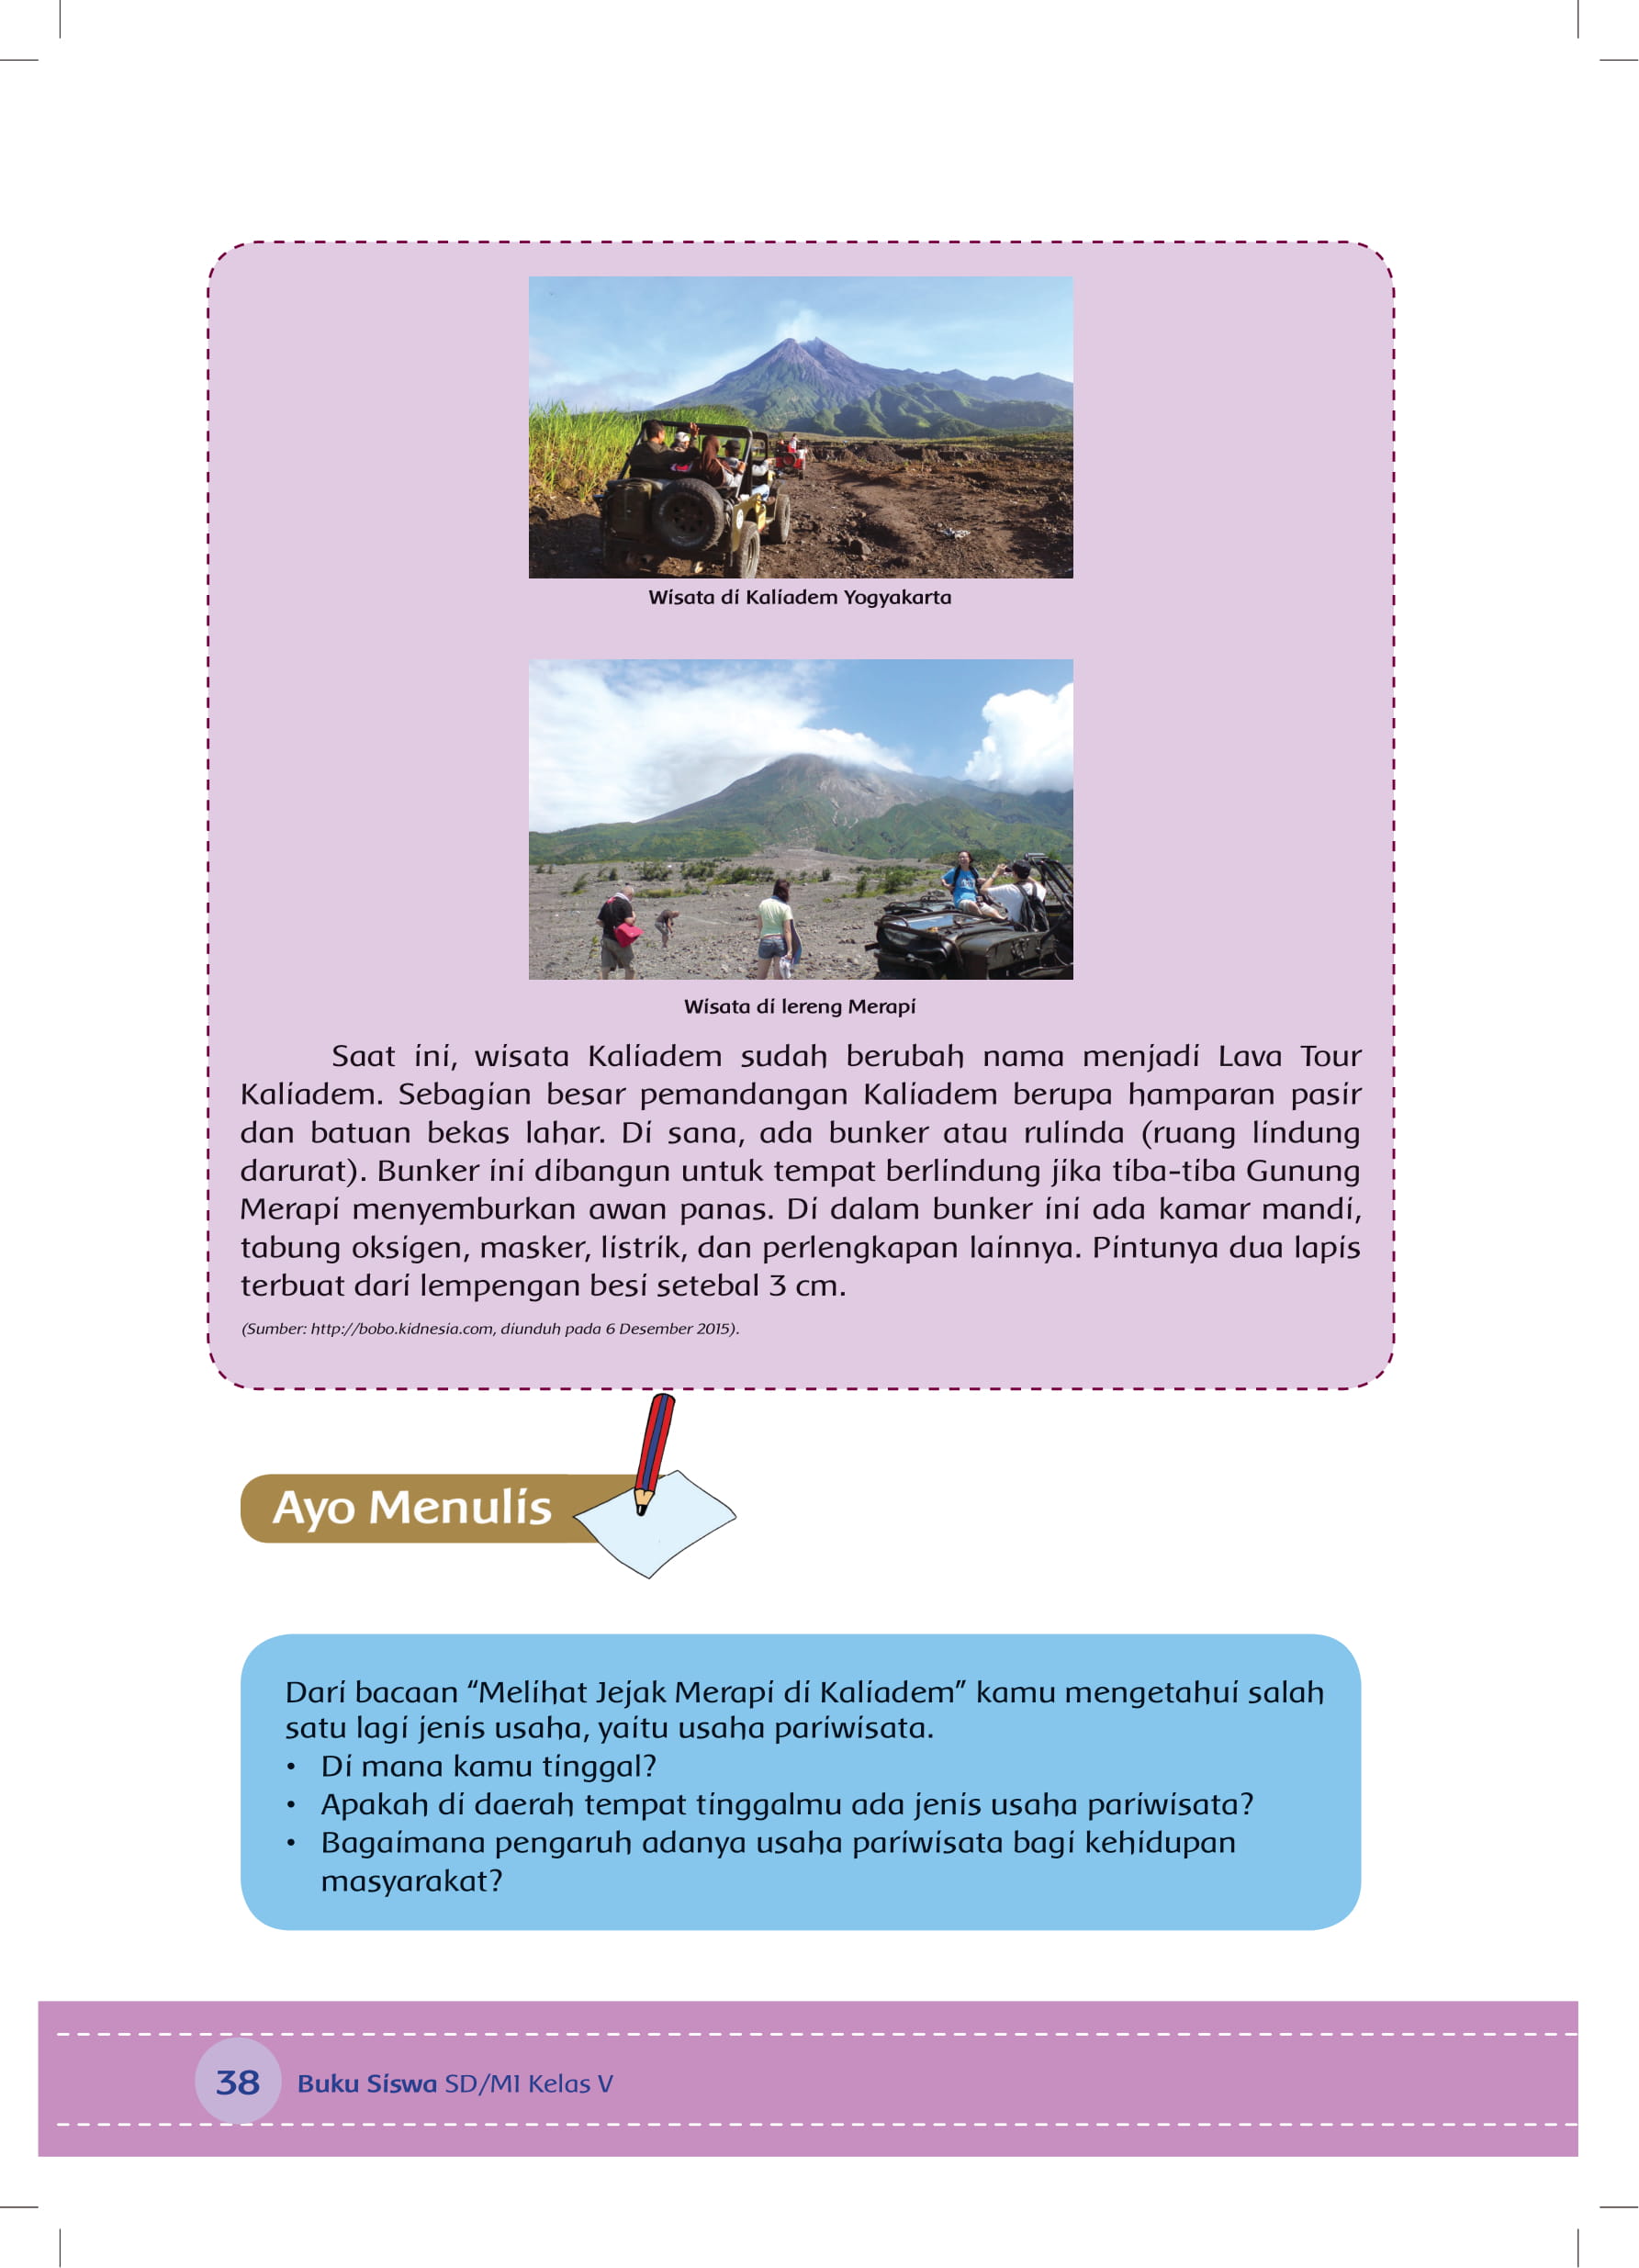 Wisata di Kaliadem Yogyakarta
Wisata di lereng Merapi
Saat ini, wisata Kaliadem sudah berubah nama menjadi Lava Tour
Kaliadem. Sebagian besar pemandangan Kaliadem berupa hamparan pasir
dan batuan bekas lahar. Di sana, ada bunker atau rulinda (ruang lindung
darurat). Bunker ini dibangun untuk tempat berlindung jika tiba-tiba Gunung
Merapi menyemburkan awan panas. Di dalam bunker ini ada kamar mandi,
tabung oksigen, masker, listrik, dan perlengkapan lainnya. Pintunya dua lapis
terbuat dari lempengan besi setebal 3 cm.
(Sumber: http://bobo.kidnesia.com, diunduh pada 6 Desember 2015).
Ayo Menulis
Dari bacaan “Melihat Jejak Merapi di Kaliadem” kamu mengetahui salah
satu lagi jenis usaha, yaitu usaha pariwisata.
• Di mana kamu tinggal?
• Apakah di daerah tempat tinggalmu ada jenis usaha pariwisata?
• Bagaimana pengaruh adanya usaha pariwisata bagi kehidupan
masyarakat?
38 Buku Siswa SD/MI Kelas V